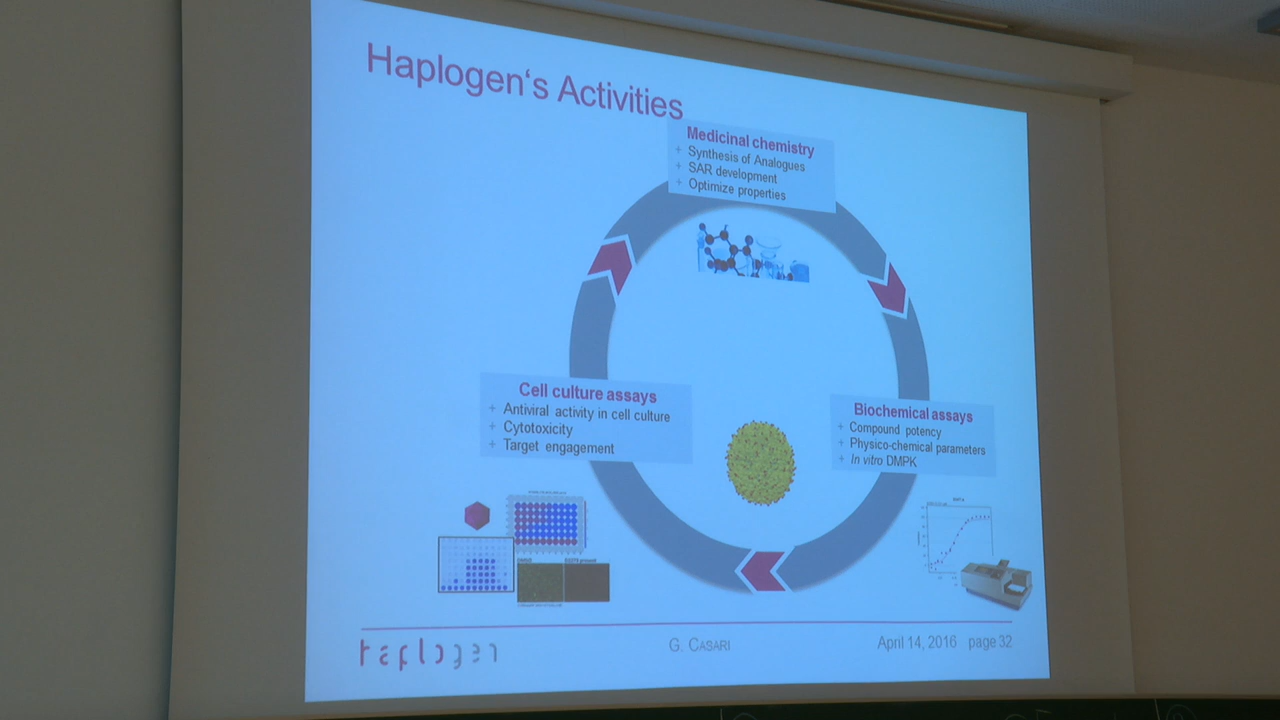 Haplogen‘s Activities
Medicinal chemistry
+ Synthesis of Analogues
+ SAR development
+ Optimize properties
Cell culture assays
+ Antiviral activity in cell culture
+ Cytotoxicity
+ Target engagement
Biochemical assays
+ Compound potency
+ Physico-chemical parameters
+ In vitro DMPK
haplogen
G. CASARI
April 14, 2016 page 32